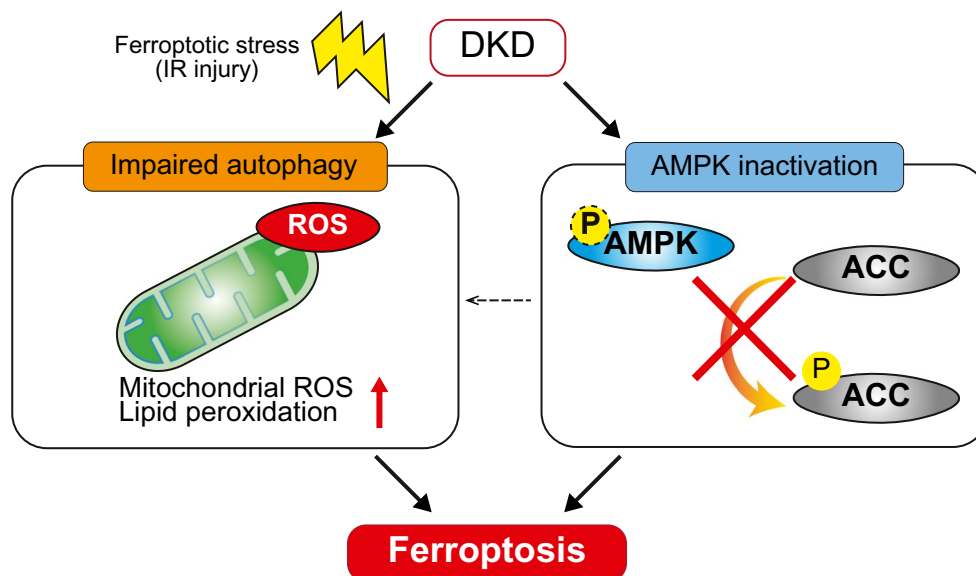 Ferroptotic stress
(IR injury)
DKD
Impaired autophagy
AMPK inactivation
ROS
P
AMPK
ACC
P
ACC
Mitochondrial ROS
Lipid peroxidation
Ferroptosis